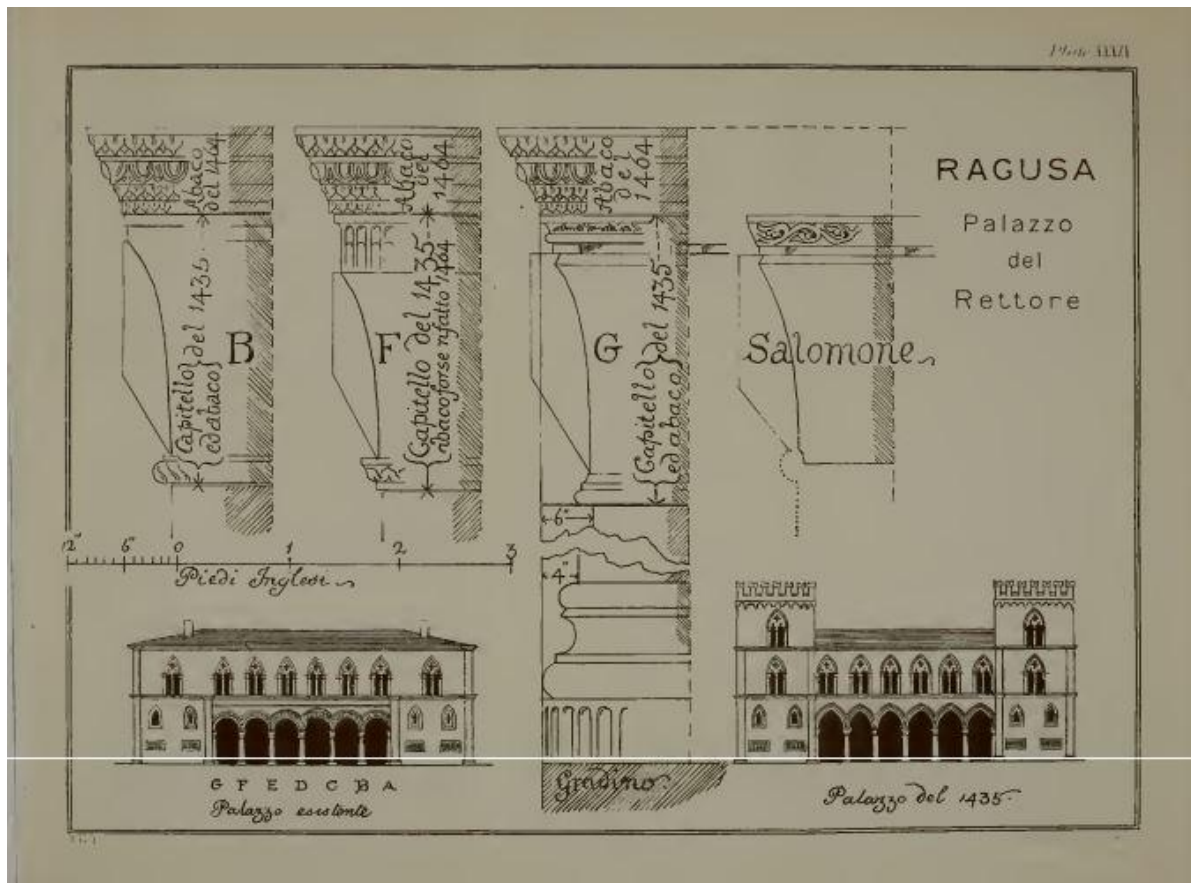 Plate
RAGUSA
Palazzo
del
Rettore
Abaco
del 1464
Capitello
ed abaco
del 1435
B
Abaco
del
1464
Capitello del 1435
abaco forse rifatto 1464
F
Abaco
del
1464
Capitello
ed abaco
del 1435
G
Salomone
6"
4"
12" 6" 0 1 2 3
Piedi Inglesi
G F E D C B A
Palazzo esistente
Gradino
Palazzo del 1435